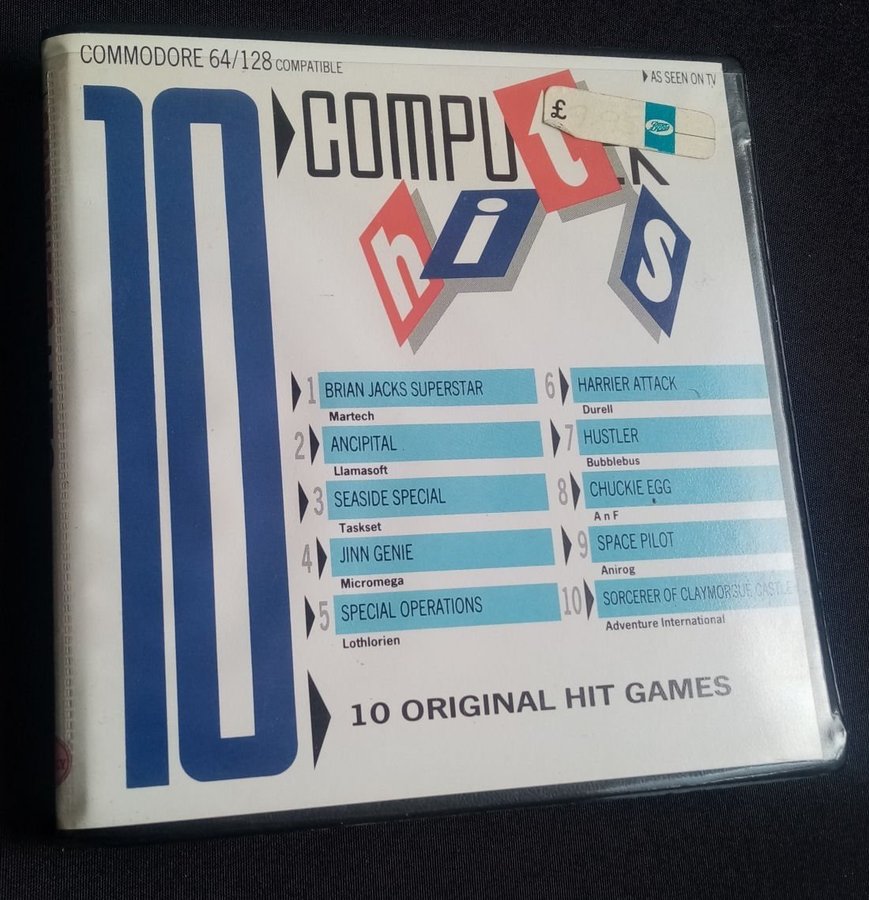 COMMODORE 64/128 COMPATIBLE
AS SEEN ON TV
10 COMPUTER
£
Boots
hits
1 BRIAN JACKS SUPERSTAR
Martech
2 ANCIPITAL
Llamasoft
3 SEASIDE SPECIAL
Taskset
4 JINN GENIE
Micromega
5 SPECIAL OPERATIONS
Lothlorien
6 HARRIER ATTACK
Durell
7 HUSTLER
Bubblebus
8 CHUCKIE EGG
A n F
9 SPACE PILOT
Anirog
10 SORCERER OF CLAYMORGUE CASTLE
Adventure International
10 ORIGINAL HIT GAMES